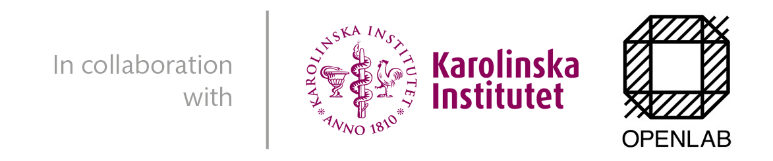 In collaboration
with
KAROLINSKA INSTITUTET
ANNO 1810
Karolinska
Institutet
OPENLAB